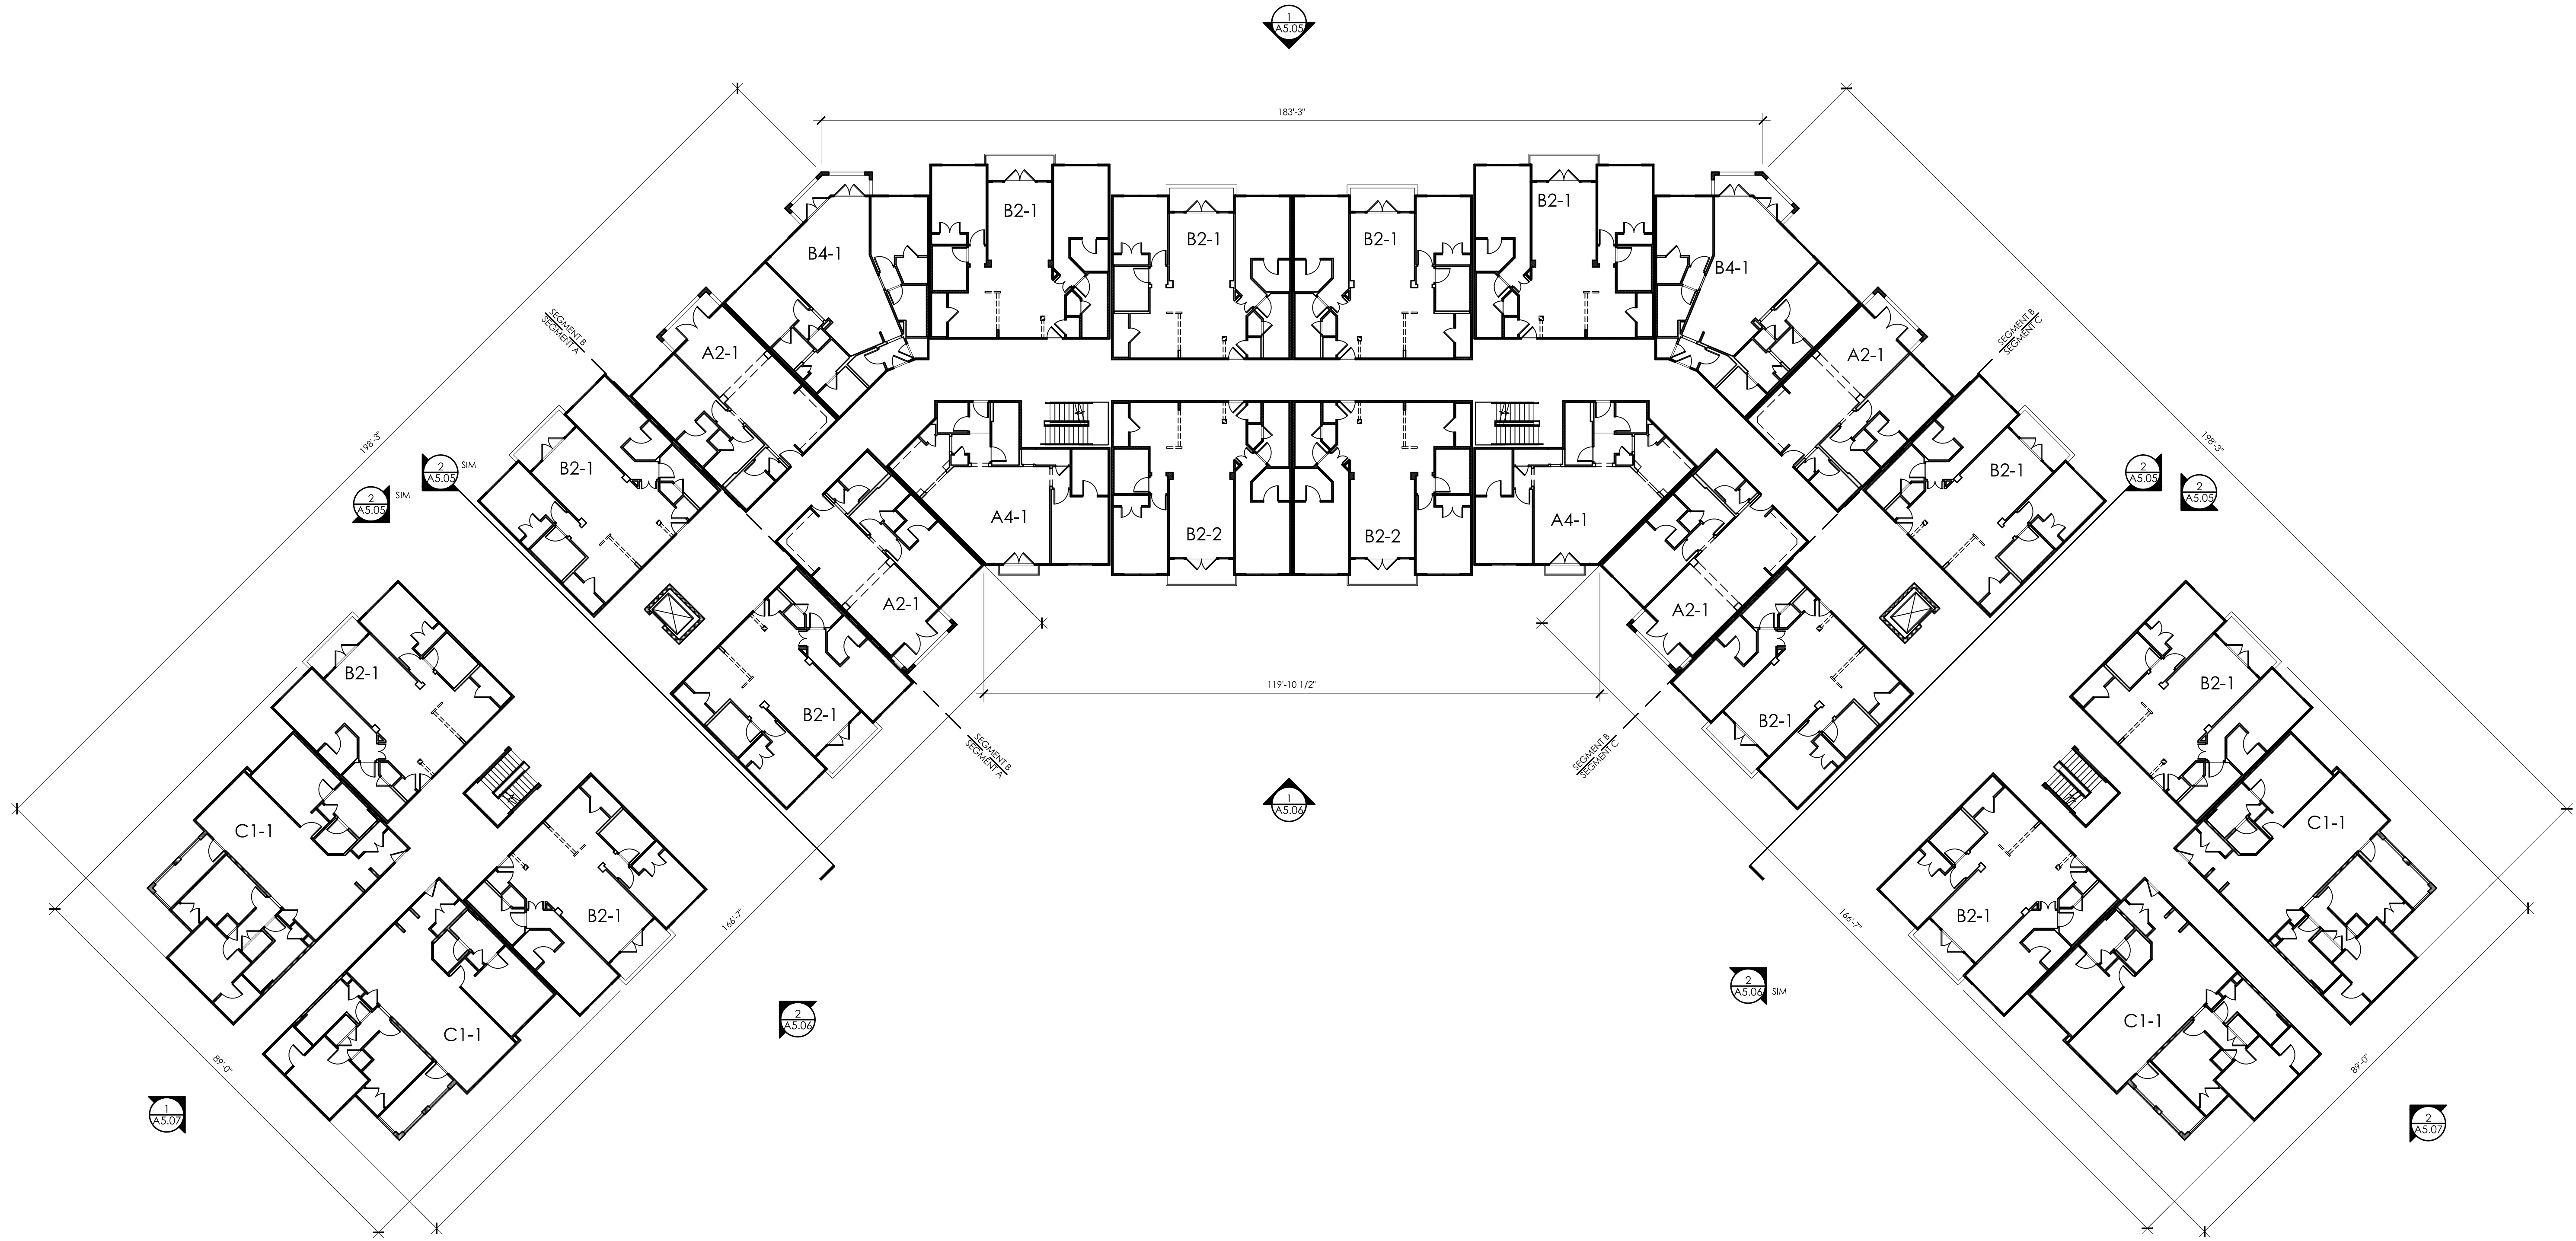 1
A5.05
183'-3"
198'-3"
198'-3"
B2-1
B2-1
B2-1
B2-1
B2-1
B4-1
B4-1
SEGMENT B
SEGMENT A
SEGMENT B
SEGMENT C
A2-1
A2-1
B2-1
B2-1
2
A5.05
SIM
2
A5.05
SIM
2
A5.05
2
A5.05
A4-1
B2-2
B2-2
A4-1
A2-1
A2-1
B2-1
B2-1
119'-10 1/2"
B2-1
B2-1
SEGMENT B
SEGMENT A
SEGMENT B
SEGMENT C
1
A5.06
C1-1
C1-1
B2-1
B2-1
166'-7"
166'-7"
2
A5.06
SIM
2
A5.06
C1-1
C1-1
89'-0"
89'-0"
1
A5.07
2
A5.07